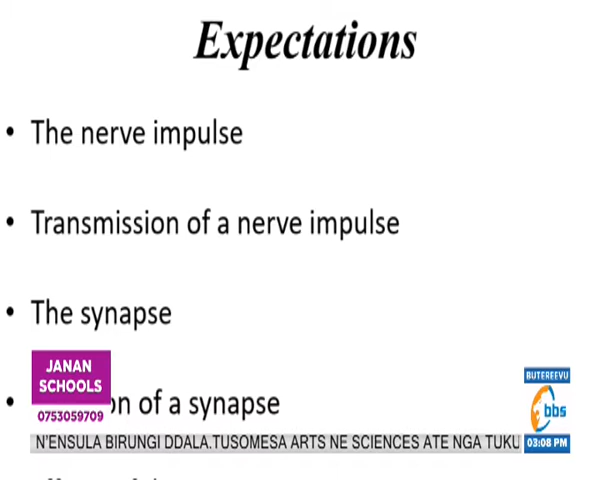 Expectations
• The nerve impulse
• Transmission of a nerve impulse
• The synapse
JANAN
SCHOOLS
0753059709
• of a synapse
BUTEREEVU
bbs
N'ENSULA BIRUNGI DDALA.TUSOMESA ARTS NE SCIENCES ATE NGA TUKU
03:08 PM